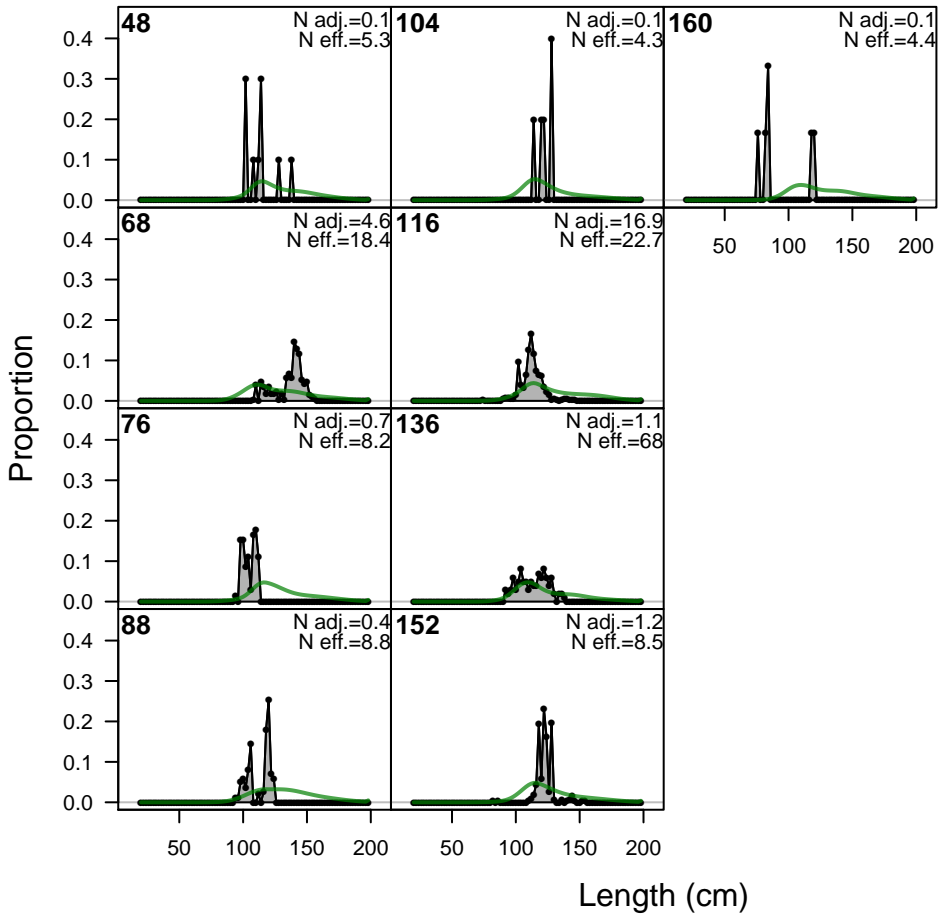 48
N adj.=0.1
N eff.=5.3
104
N adj.=0.1
N eff.=4.3
160
N adj.=0.1
N eff.=4.4
0.4
0.3
0.2
0.1
0.0
50 100 150 200
68
N adj.=4.6
N eff.=18.4
116
N adj.=16.9
N eff.=22.7
0.4
0.3
0.2
0.1
0.0
76
N adj.=0.7
N eff.=8.2
136
N adj.=1.1
N eff.=68
0.4
0.3
0.2
0.1
0.0
88
N adj.=0.4
N eff.=8.8
152
N adj.=1.2
N eff.=8.5
0.4
0.3
0.2
0.1
0.0
50 100 150 200
50 100 150 200
Proportion
Length (cm)